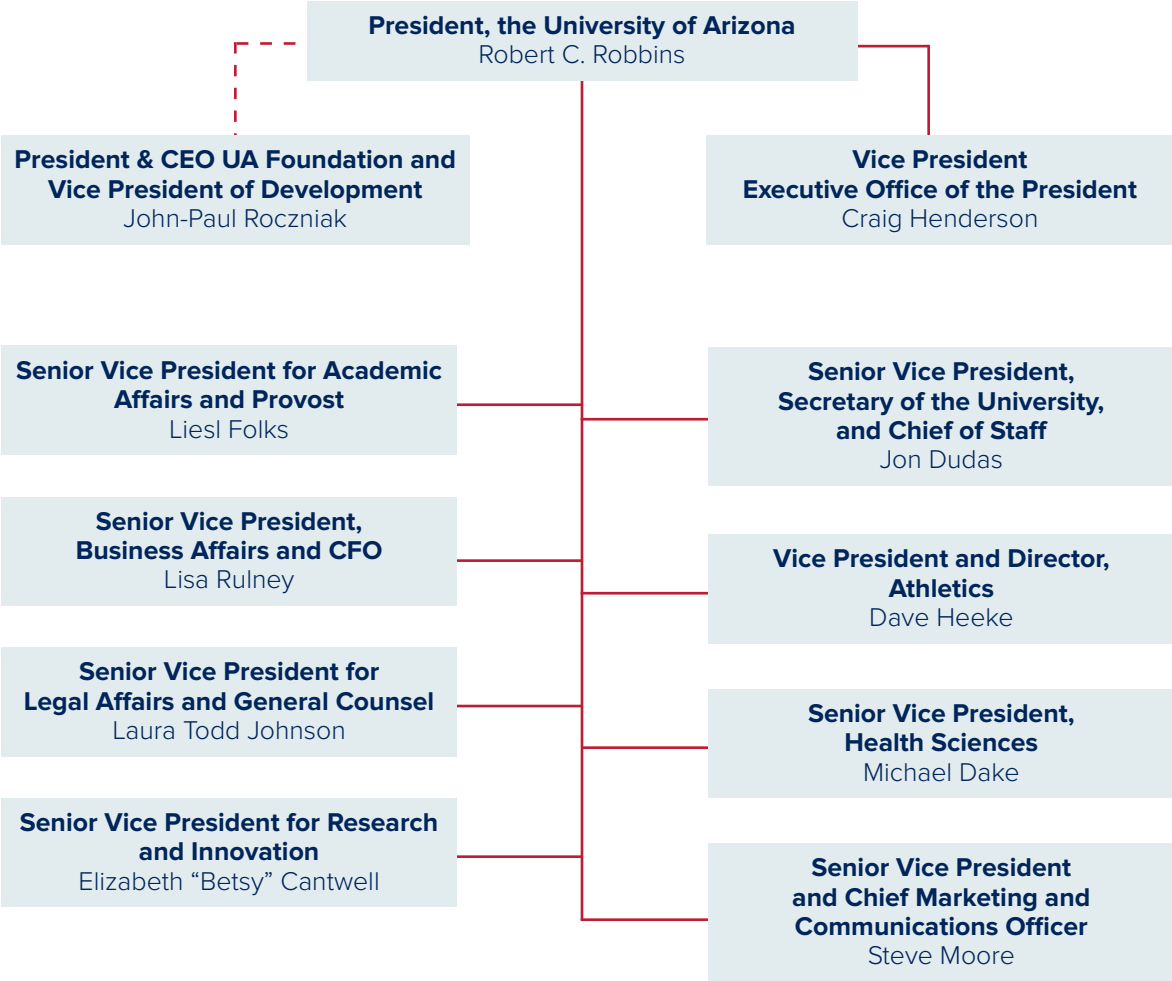 President, the University of Arizona
Robert C. Robbins
President & CEO UA Foundation and
Vice President of Development
John-Paul Roczniak
Vice President
Executive Office of the President
Craig Henderson
Senior Vice President for Academic
Affairs and Provost
Liesl Folks
Senior Vice President,
Secretary of the University,
and Chief of Staff
Jon Dudas
Senior Vice President,
Business Affairs and CFO
Lisa Rulney
Vice President and Director,
Athletics
Dave Heeke
Senior Vice President for
Legal Affairs and General Counsel
Laura Todd Johnson
Senior Vice President,
Health Sciences
Michael Dake
Senior Vice President for Research
and Innovation
Elizabeth “Betsy” Cantwell
Senior Vice President
and Chief Marketing and
Communications Officer
Steve Moore